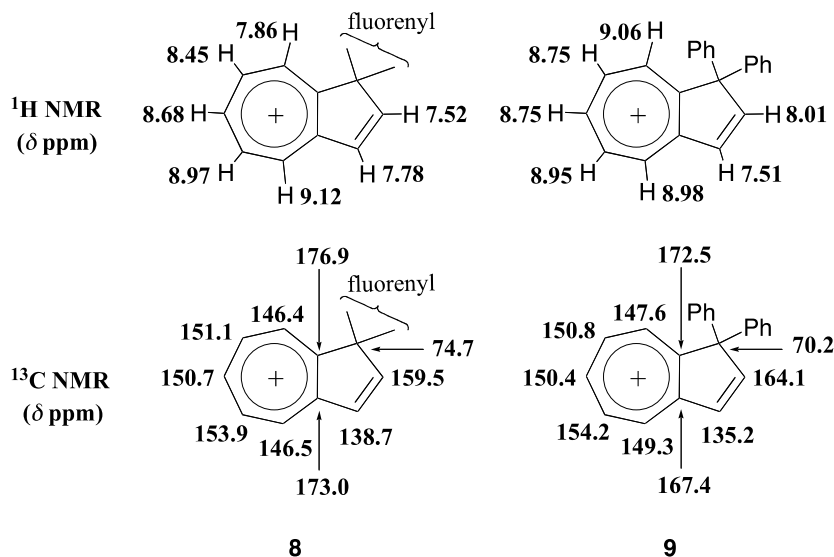 fluorenyl
7.86 H
8.45 H
9.06 H
8.75 H
Ph Ph
¹H NMR
(δ ppm)
8.68 H
+
H 7.52
8.75 H
+
H 8.01
8.97 H
H 7.78
8.95 H
H 7.51
H 9.12
H 8.98
176.9
172.5
fluorenyl
146.4
147.6
Ph
Ph
151.1
150.8
74.7
70.2
¹³C NMR
(δ ppm)
150.7
+
159.5
150.4
+
164.1
153.9
146.5
138.7
154.2
149.3
135.2
173.0
167.4
8
9